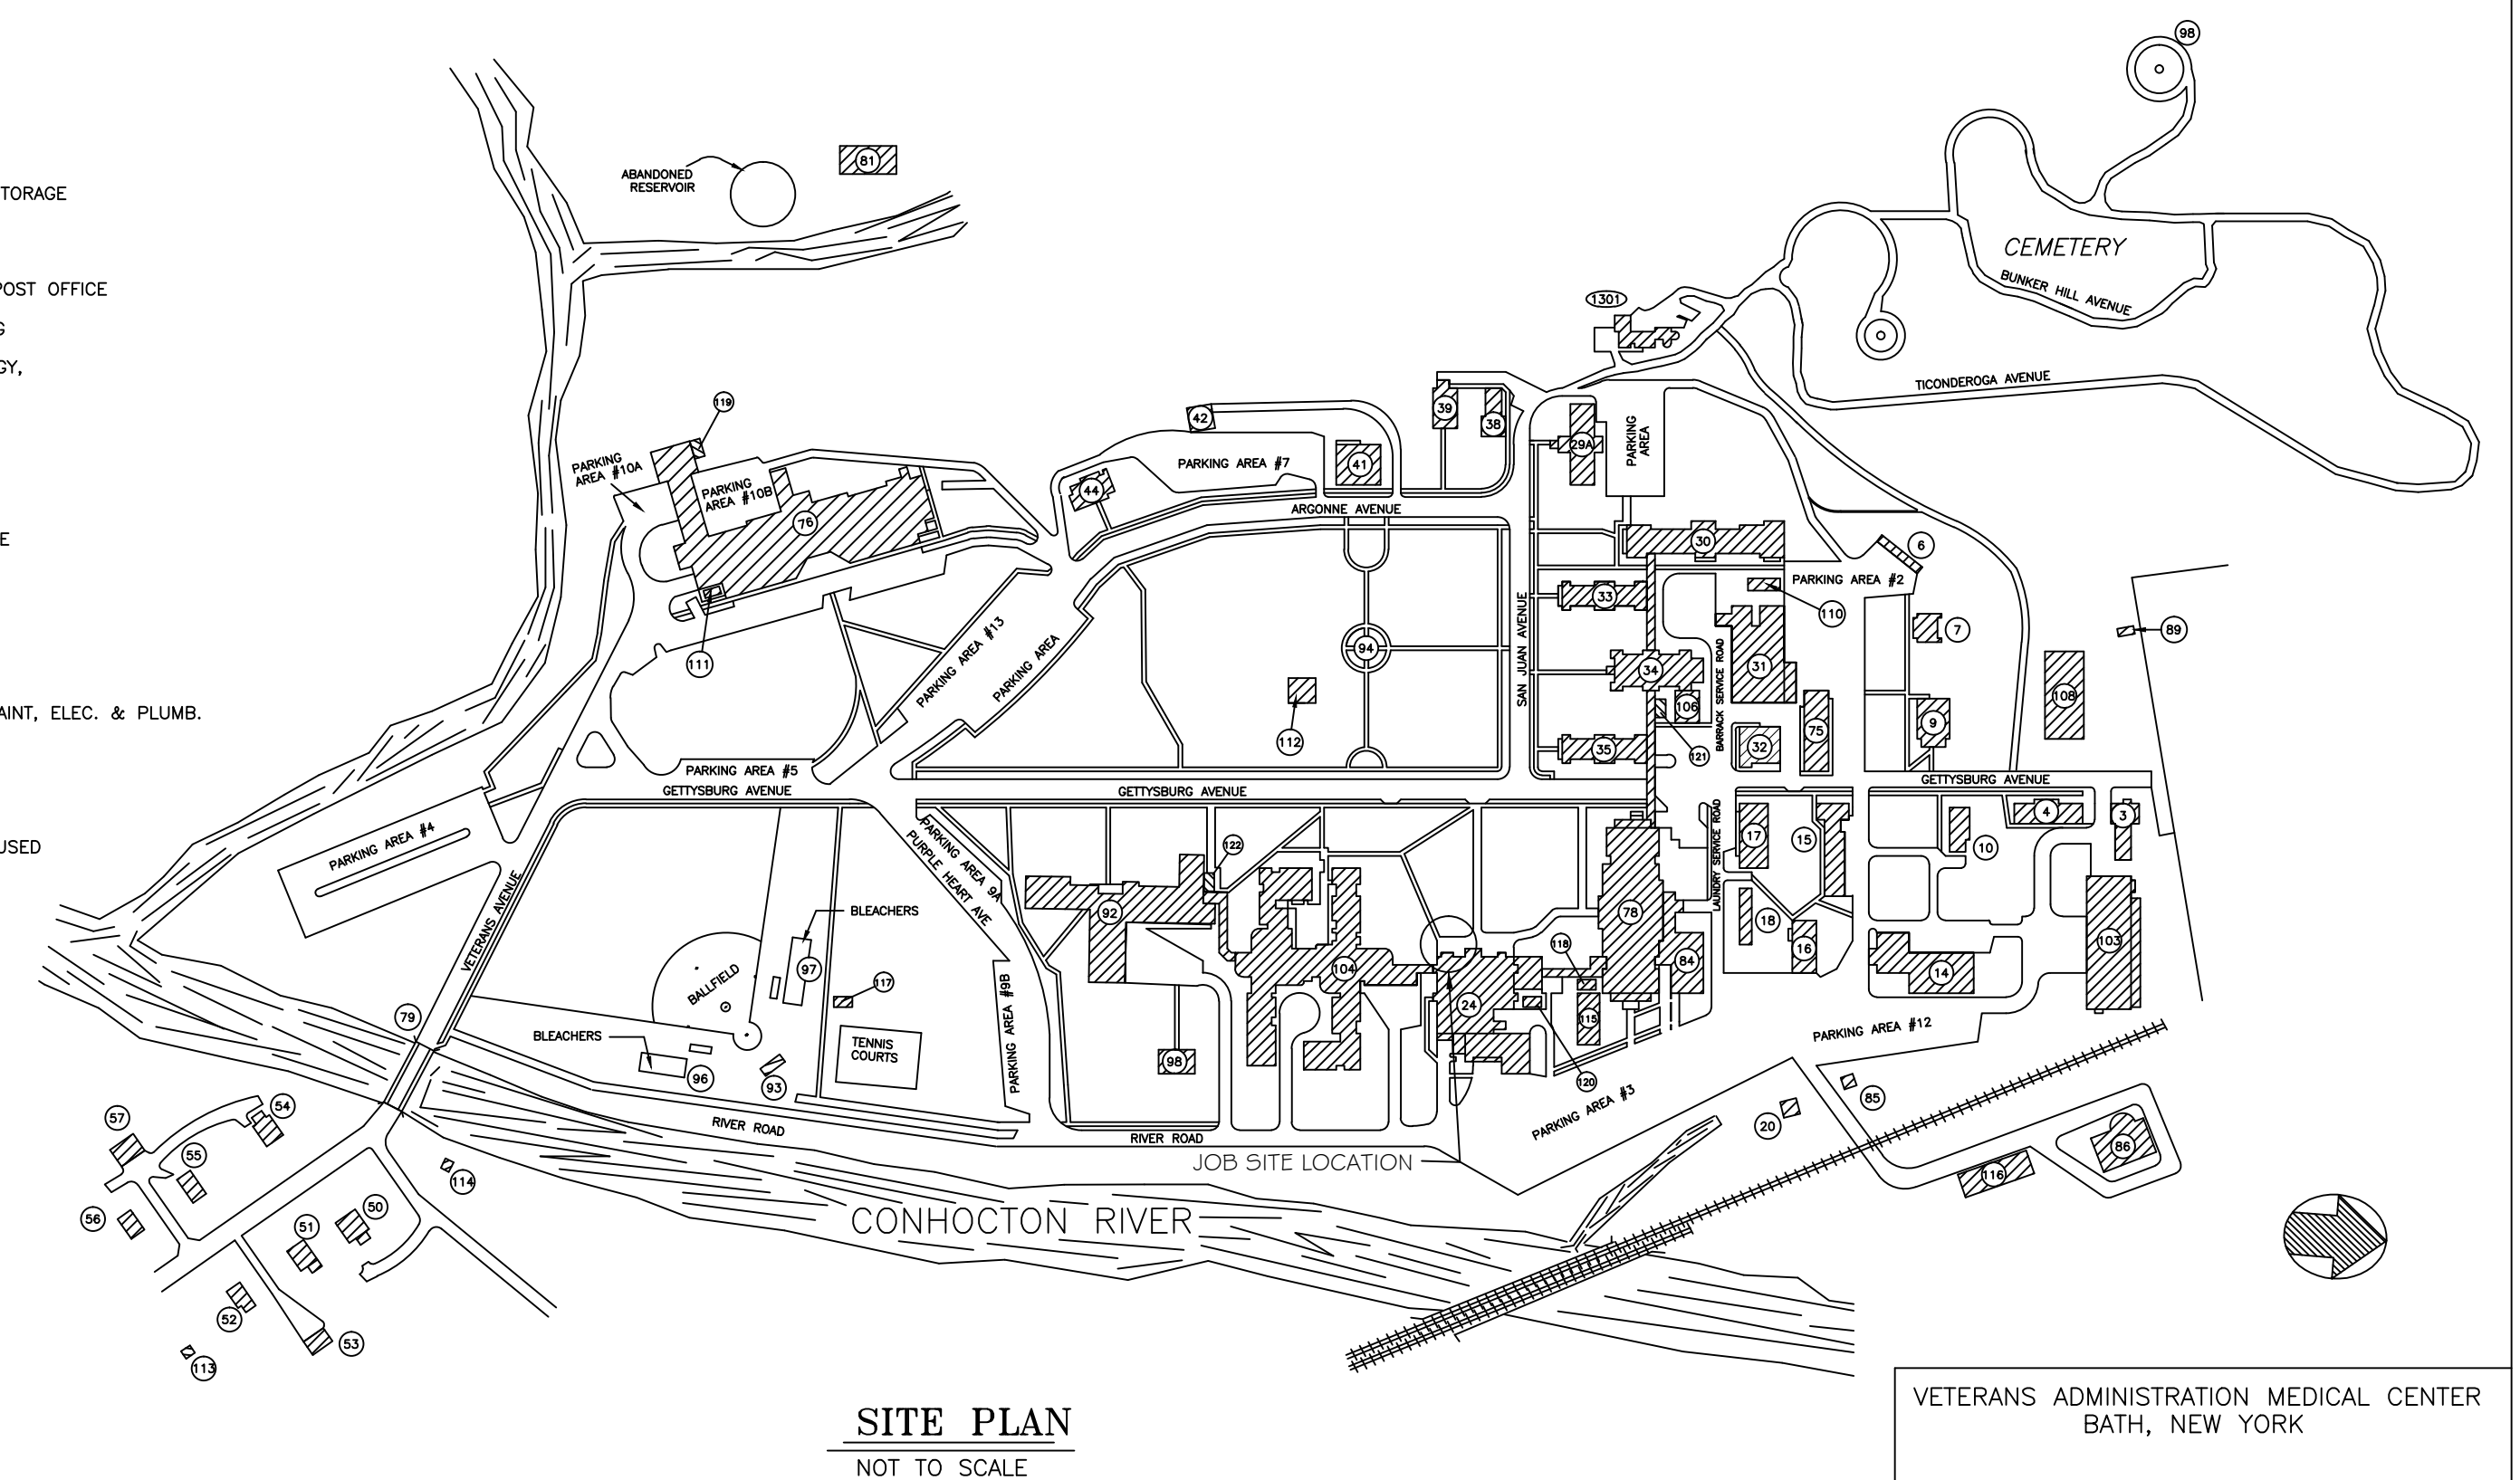 TORAGE
POST OFFICE
G
GY,
E
AINT, ELEC. & PLUMB.
USED
98
81
ABANDONED
RESERVOIR
CEMETERY
BUNKER HILL AVENUE
1301
TICONDEROGA AVENUE
119
42
39
38
29A
PARKING
AREA
PARKING
AREA #10A
PARKING
AREA #10B
76
44
PARKING AREA #7
41
ARGONNE AVENUE
30
6
PARKING AREA #2
33
110
7
89
111
PARKING AREA #13
PARKING AREA
94
SAN JUAN AVENUE
34
BARRACK SERVICE ROAD
31
108
106
9
75
112
35
121
32
PARKING AREA #5
GETTYSBURG AVENUE
GETTYSBURG AVENUE
GETTYSBURG AVENUE
PARKING AREA #4
VETERANS AVENUE
PARKING AREA 9A
PURPLE HEART AVE
122
LAUNDRY SERVICE ROAD
17
15
10
4
3
BLEACHERS
97
92
78
18
16
103
BALLFIELD
117
104
118
84
14
24
115
79
BLEACHERS
96
93
TENNIS
COURTS
PARKING AREA #9B
98
120
PARKING AREA #12
PARKING AREA #3
85
20
86
116
57
54
55
56
51
50
114
52
53
113
RIVER ROAD
RIVER ROAD
JOB SITE LOCATION
CONHOCTON RIVER
SITE PLAN
NOT TO SCALE
VETERANS ADMINISTRATION MEDICAL CENTER
BATH, NEW YORK